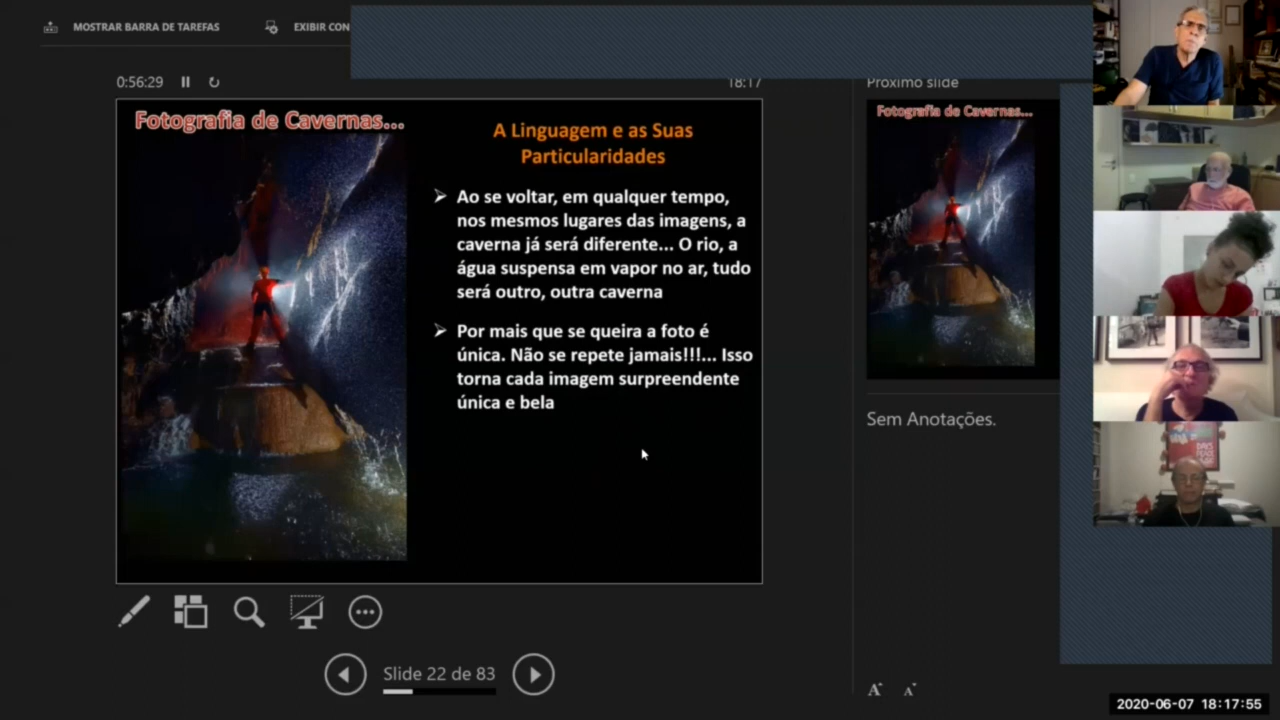 MOSTRAR BARRA DE TAREFAS
EXIBIR CON
0:56:29
18:17
Próximo slide
Fotografia de Cavernas...
A Linguagem e as Suas
Particularidades
Ao se voltar, em qualquer tempo,
nos mesmos lugares das imagens, a
caverna já será diferente... O rio, a
água suspensa em vapor no ar, tudo
será outro, outra caverna
Por mais que se queira a foto é
única. Não se repete jamais!!!... Isso
torna cada imagem surpreendente
única e bela
Fotografia de Cavernas...
Sem Anotações.
Slide 22 de 83
A A
2020-06-07 18:17:55